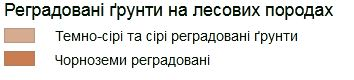 Реградовані ґрунти на лесових породах
Темно-сірі та сірі реградовані ґрунти
Чорноземи реградовані